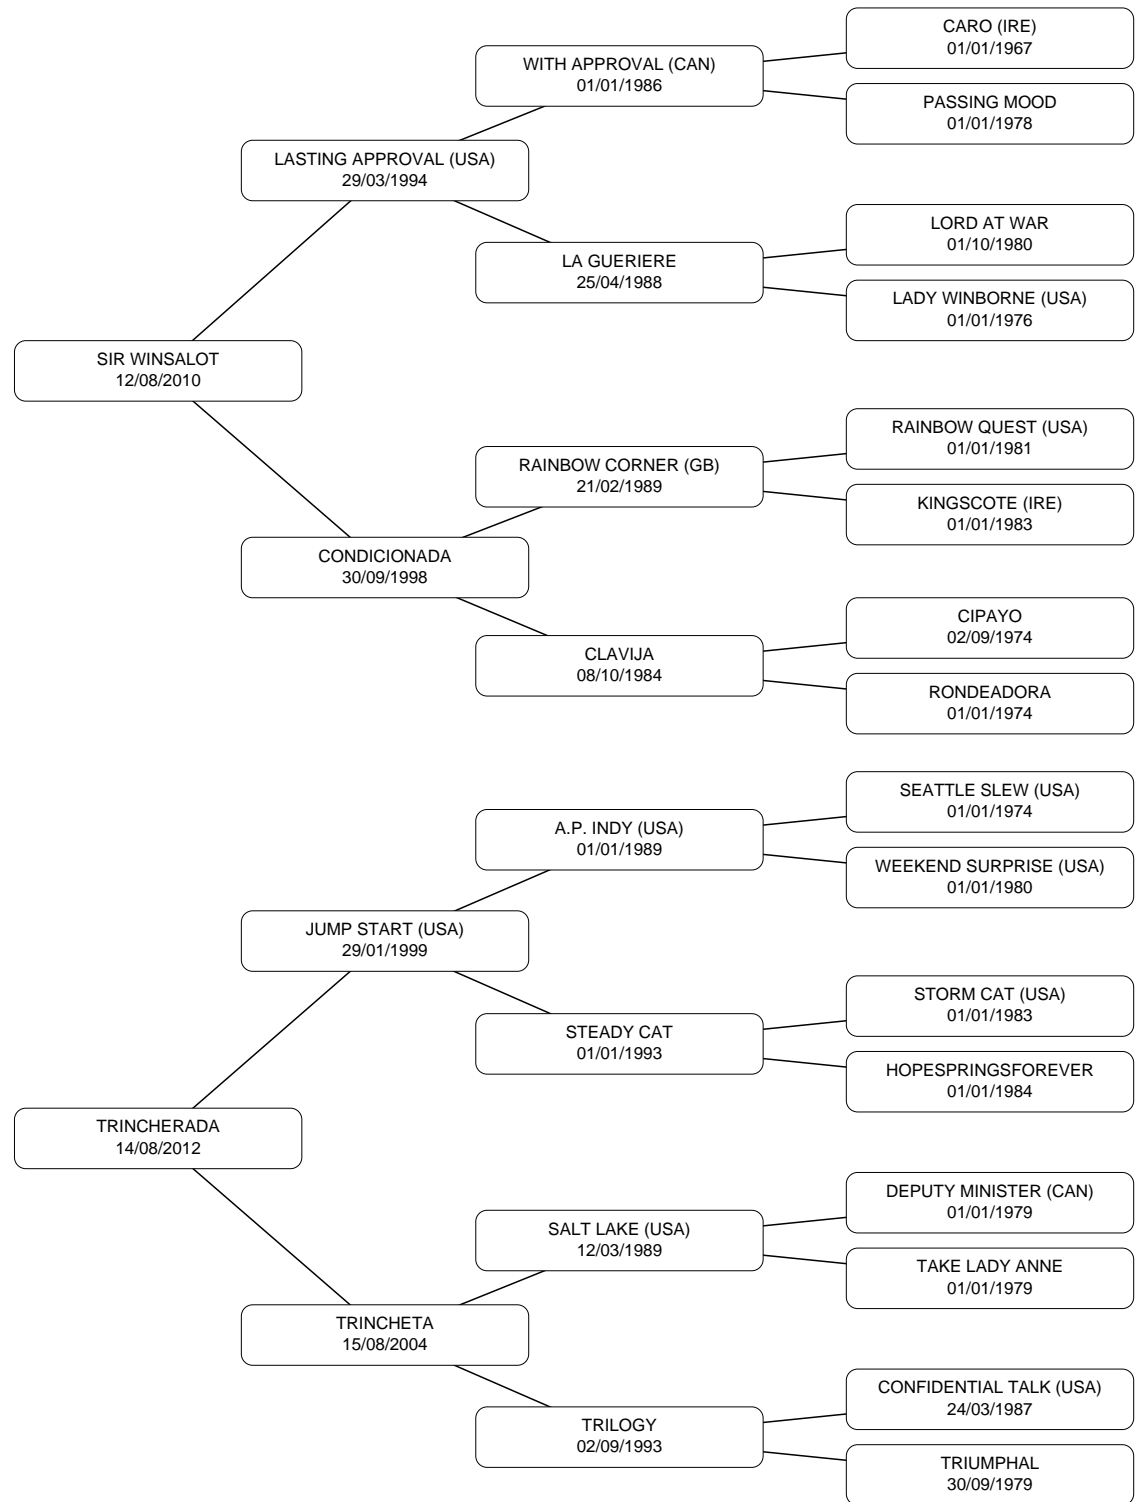 CARO (IRE)
01/01/1967
WITH APPROVAL (CAN)
01/01/1986
PASSING MOOD
01/01/1978
LASTING APPROVAL (USA)
29/03/1994
LORD AT WAR
01/10/1980
LA GUERIERE
25/04/1988
LADY WINBORNE (USA)
01/01/1976
SIR WINSALOT
12/08/2010
RAINBOW QUEST (USA)
01/01/1981
RAINBOW CORNER (GB)
21/02/1989
KINGSCOTE (IRE)
01/01/1983
CONDICIONADA
30/09/1998
CIPAYO
02/09/1974
CLAVIJA
08/10/1984
RONDEADORA
01/01/1974
SEATTLE SLEW (USA)
01/01/1974
A.P. INDY (USA)
01/01/1989
WEEKEND SURPRISE (USA)
01/01/1980
JUMP START (USA)
29/01/1999
STORM CAT (USA)
01/01/1983
STEADY CAT
01/01/1993
HOPESPRINGSFOREVER
01/01/1984
TRINCHERADA
14/08/2012
DEPUTY MINISTER (CAN)
01/01/1979
SALT LAKE (USA)
12/03/1989
TAKE LADY ANNE
01/01/1979
TRINCHETA
15/08/2004
CONFIDENTIAL TALK (USA)
24/03/1987
TRILOGY
02/09/1993
TRIUMPHAL
30/09/1979